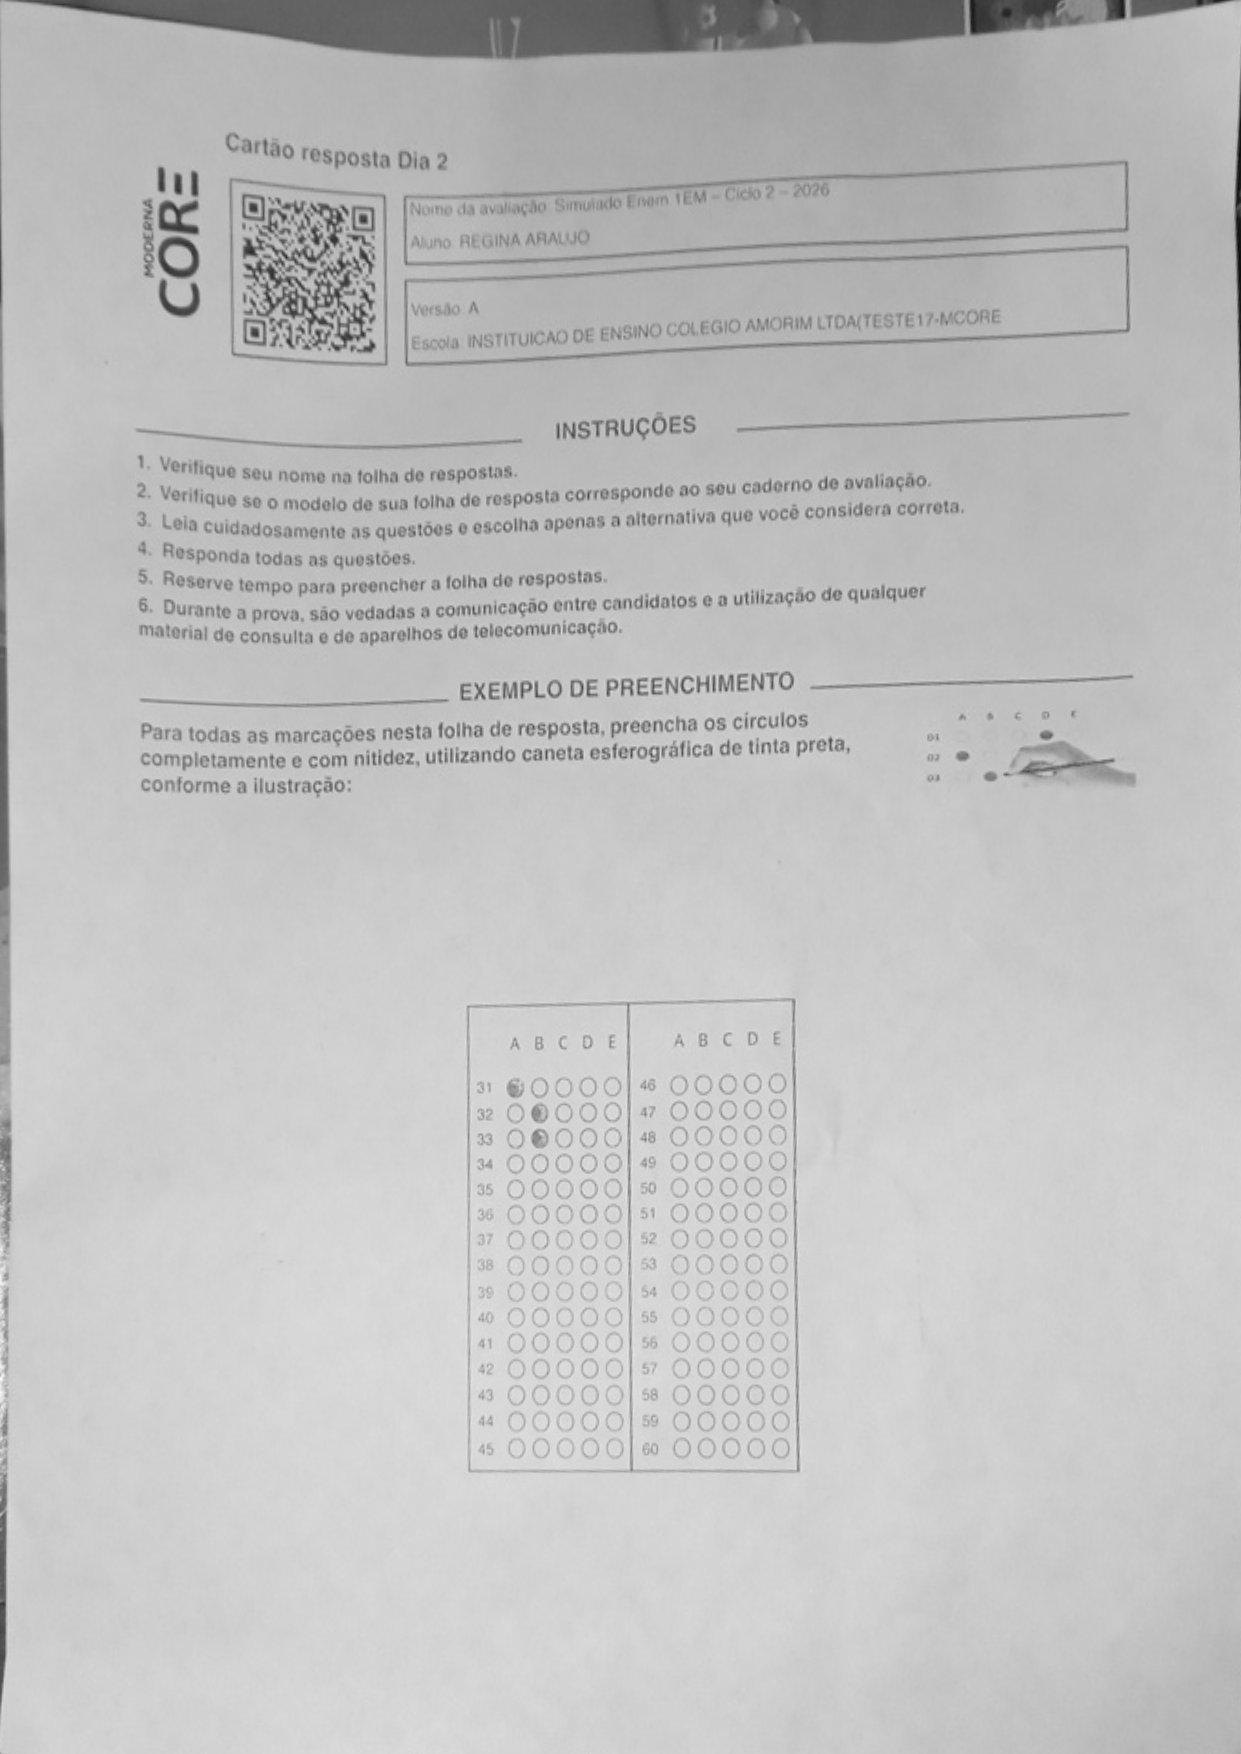 MODERNA
CORE
Cartão resposta Dia 2
Nome da avaliação: Simulado Enem 1EM – Ciclo 2 – 2026
Aluno: REGINA ARAUJO
Versão: A
Escola: INSTITUICAO DE ENSINO COLEGIO AMORIM LTDA(TESTE17-MCORE
INSTRUÇÕES
1. Verifique seu nome na folha de respostas.
2. Verifique se o modelo de sua folha de resposta corresponde ao seu caderno de avaliação.
3. Leia cuidadosamente as questões e escolha apenas a alternativa que você considera correta.
4. Responda todas as questões.
5. Reserve tempo para preencher a folha de respostas.
6. Durante a prova, são vedadas a comunicação entre candidatos e a utilização de qualquer
material de consulta e de aparelhos de telecomunicação.
EXEMPLO DE PREENCHIMENTO
Para todas as marcações nesta folha de resposta, preencha os círculos
completamente e com nitidez, utilizando caneta esferográfica de tinta preta,
conforme a ilustração:
A B C D E
01
02
03
A B C D E
31
32
33
34
35
36
37
38
39
40
41
42
43
44
45
A B C D E
46
47
48
49
50
51
52
53
54
55
56
57
58
59
60